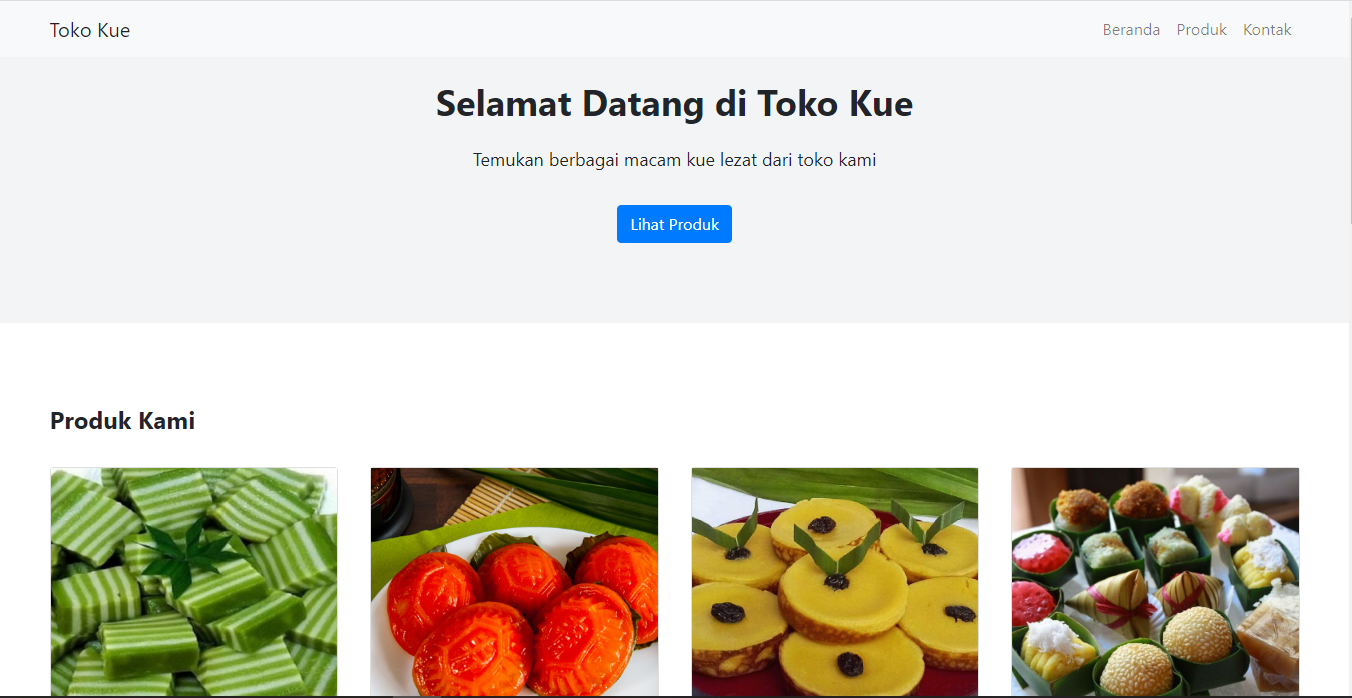 Toko Kue
Beranda Produk Kontak
Selamat Datang di Toko Kue
Temukan berbagai macam kue lezat dari toko kami
Lihat Produk
Produk Kami